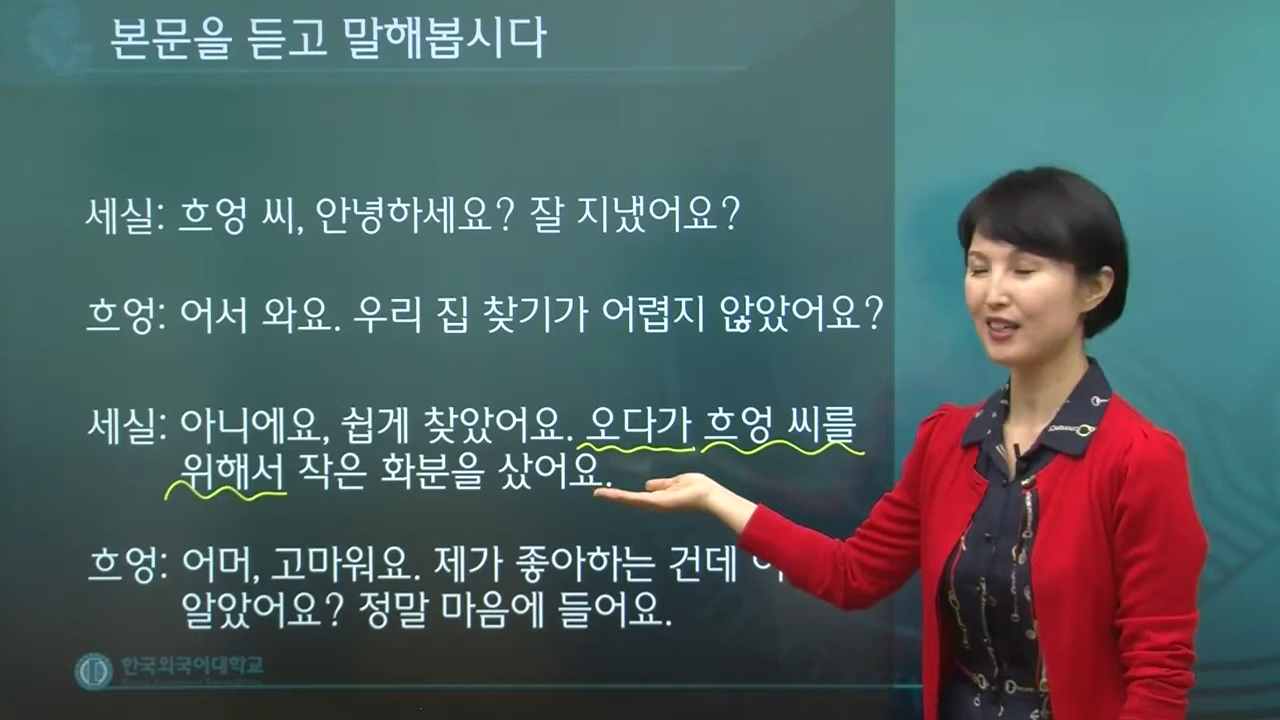 본문을 듣고 말해봅시다
세실: 흐엉 씨, 안녕하세요? 잘 지냈어요?
흐엉: 어서 와요. 우리 집 찾기가 어렵지 않았어요?
세실: 아니에요, 쉽게 찾았어요. 오다가 흐엉 씨를
위해서 작은 화분을 샀어요.
흐엉: 어머, 고마워요. 제가 좋아하는 건데
알았어요? 정말 마음에 들어요.
한국외국어대학교